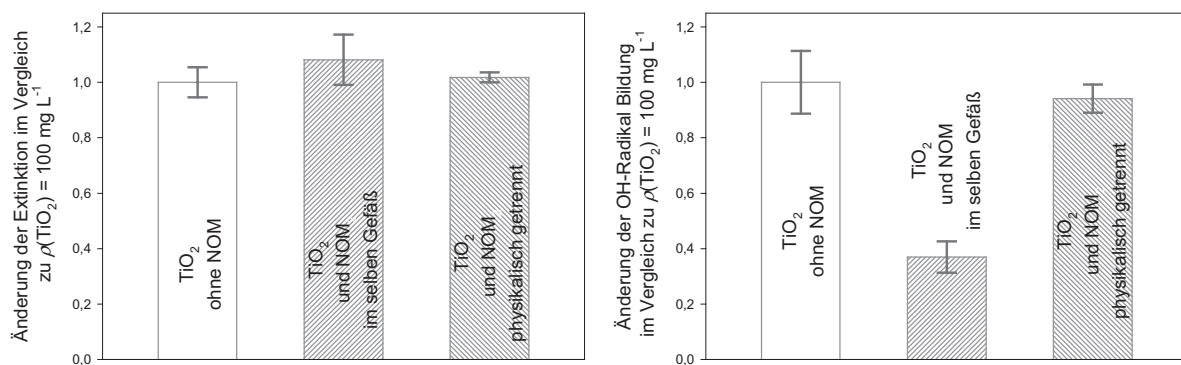 Änderung der Extinktion im Vergleich
zu ρ(TiO₂) = 100 mg L⁻¹
1,2
1,0
0,8
0,6
0,4
0,2
0,0
TiO₂
ohne NOM
TiO₂
und NOM
im selben Gefäß
TiO₂
und NOM
physikalisch getrennt
Änderung der OH-Radikal Bildung
im Vergleich zu ρ(TiO₂) = 100 mg L⁻¹
1,2
1,0
0,8
0,6
0,4
0,2
0,0
TiO₂
ohne NOM
TiO₂
und NOM
im selben Gefäß
TiO₂
und NOM
physikalisch getrennt